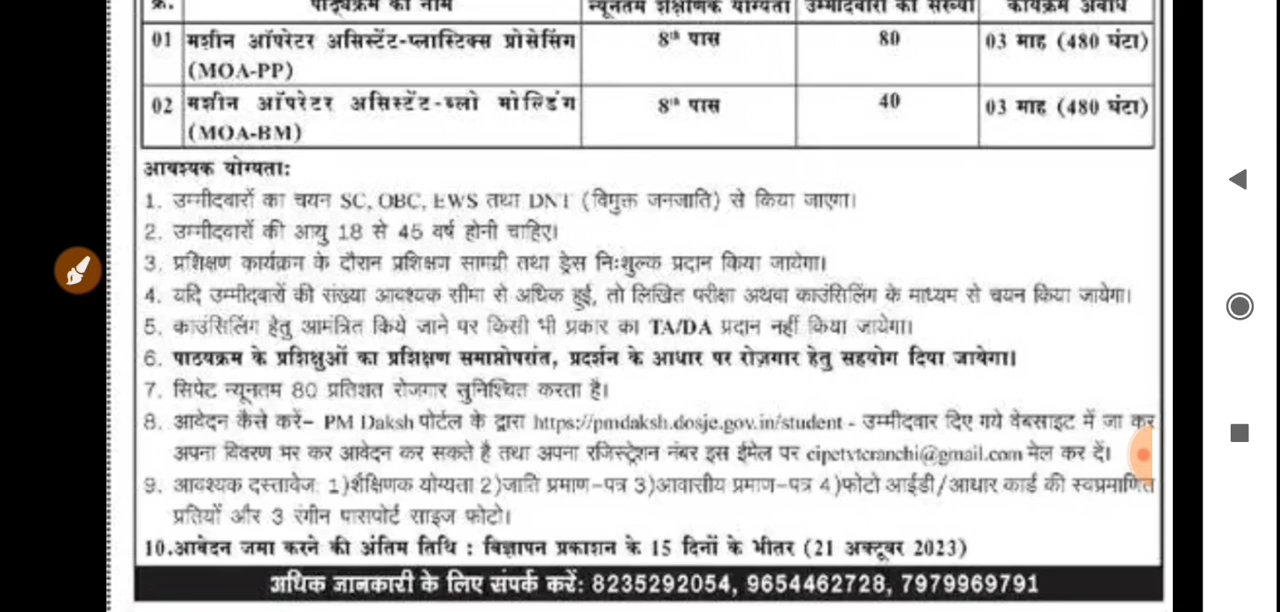 क्र. पाठ्यक्रम का नाम न्यूनतम शैक्षणिक योग्यता उम्मीदवारों की संख्या कार्यक्रम अवधि
01 मशीन ऑपरेटर असिस्टेंट-प्लास्टिक्स प्रोसेसिंग 8th पास 80 03 माह (480 घंटा)
(MOA-PP)
02 मशीन ऑपरेटर असिस्टेंट-ब्लो मोल्डिंग 8th पास 40 03 माह (480 घंटा)
(MOA-BM)
आवश्यक योग्यता:
1. उम्मीदवारों का चयन SC, OBC, EWS तथा DNT (विमुक्त जनजाति) से किया जाएगा।
2. उम्मीदवारों की आयु 18 से 45 वर्ष होनी चाहिए।
3. प्रशिक्षण कार्यक्रम के दौरान प्रशिक्षण सामग्री तथा ड्रेस निःशुल्क प्रदान किया जायेगा।
4. यदि उम्मीदवारों की संख्या आवश्यक सीमा से अधिक हुई, तो लिखित परीक्षा अथवा काउंसिलिंग के माध्यम से चयन किया जायेगा।
5. काउंसिलिंग हेतु आमंत्रित किये जाने पर किसी भी प्रकार का TA/DA प्रदान नहीं किया जायेगा।
6. पाठयक्रम के प्रशिक्षुओं का प्रशिक्षण समाप्तोपरांत, प्रदर्शन के आधार पर रोज़गार हेतु सहयोग दिया जायेगा।
7. सिपेट न्यूनतम 80 प्रतिशत रोजगार सुनिश्चित करता है।
8. आवेदन कैसे करें- PM Daksh पोर्टल के द्वारा https://pmdaksh.dosje.gov.in/student - उम्मीदवार दिए गये वेबसाइट में जा कर
अपना विवरण भर कर आवेदन कर सकते है तथा अपना रजिस्ट्रेशन नंबर इस ईमेल पर cipetvtcranchi@gmail.com मेल कर दें।
9. आवश्यक दस्तावेज: 1)शैक्षणिक योग्यता 2)जाति प्रमाण-पत्र 3)आवासीय प्रमाण-पत्र 4)फोटो आईडी/आधार कार्ड की स्वप्रमाणित
प्रतियों और 3 रंगीन पासपोर्ट साइज फोटो।
10.आवेदन जमा करने की अंतिम तिथि : विज्ञापन प्रकाशन के 15 दिनों के भीतर (21 अक्टूबर 2023)
अधिक जानकारी के लिए संपर्क करें: 8235292054, 9654462728, 7979969791